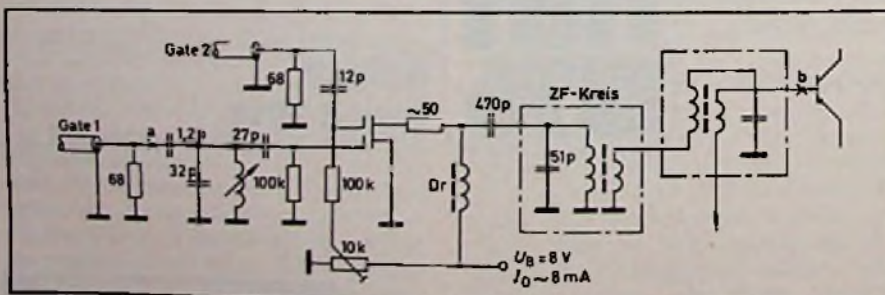 Gate 2
68
12p
Gate 1
a
1,2p
27p
68
32p
100k
100k
10k
~50
470p
Dr
ZF-Kreis
51p
b
U_B = 8 V
I_D ~ 8 mA